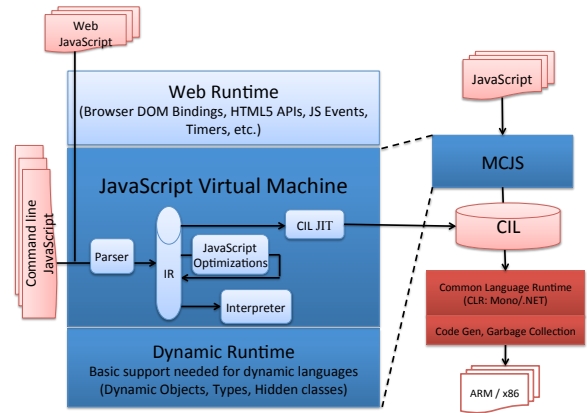 Web
JavaScript
Web Runtime
(Browser DOM Bindings, HTML5 APIs, JS Events,
Timers, etc.)
JavaScript Virtual Machine
Command line
JavaScript
Parser
IR
CIL JIT
JavaScript
Optimizations
Interpreter
Dynamic Runtime
Basic support needed for dynamic languages
(Dynamic Objects, Types, Hidden classes)
JavaScript
MCJS
CIL
Common Language Runtime
(CLR: Mono/.NET)
Code Gen, Garbage Collection
ARM / x86